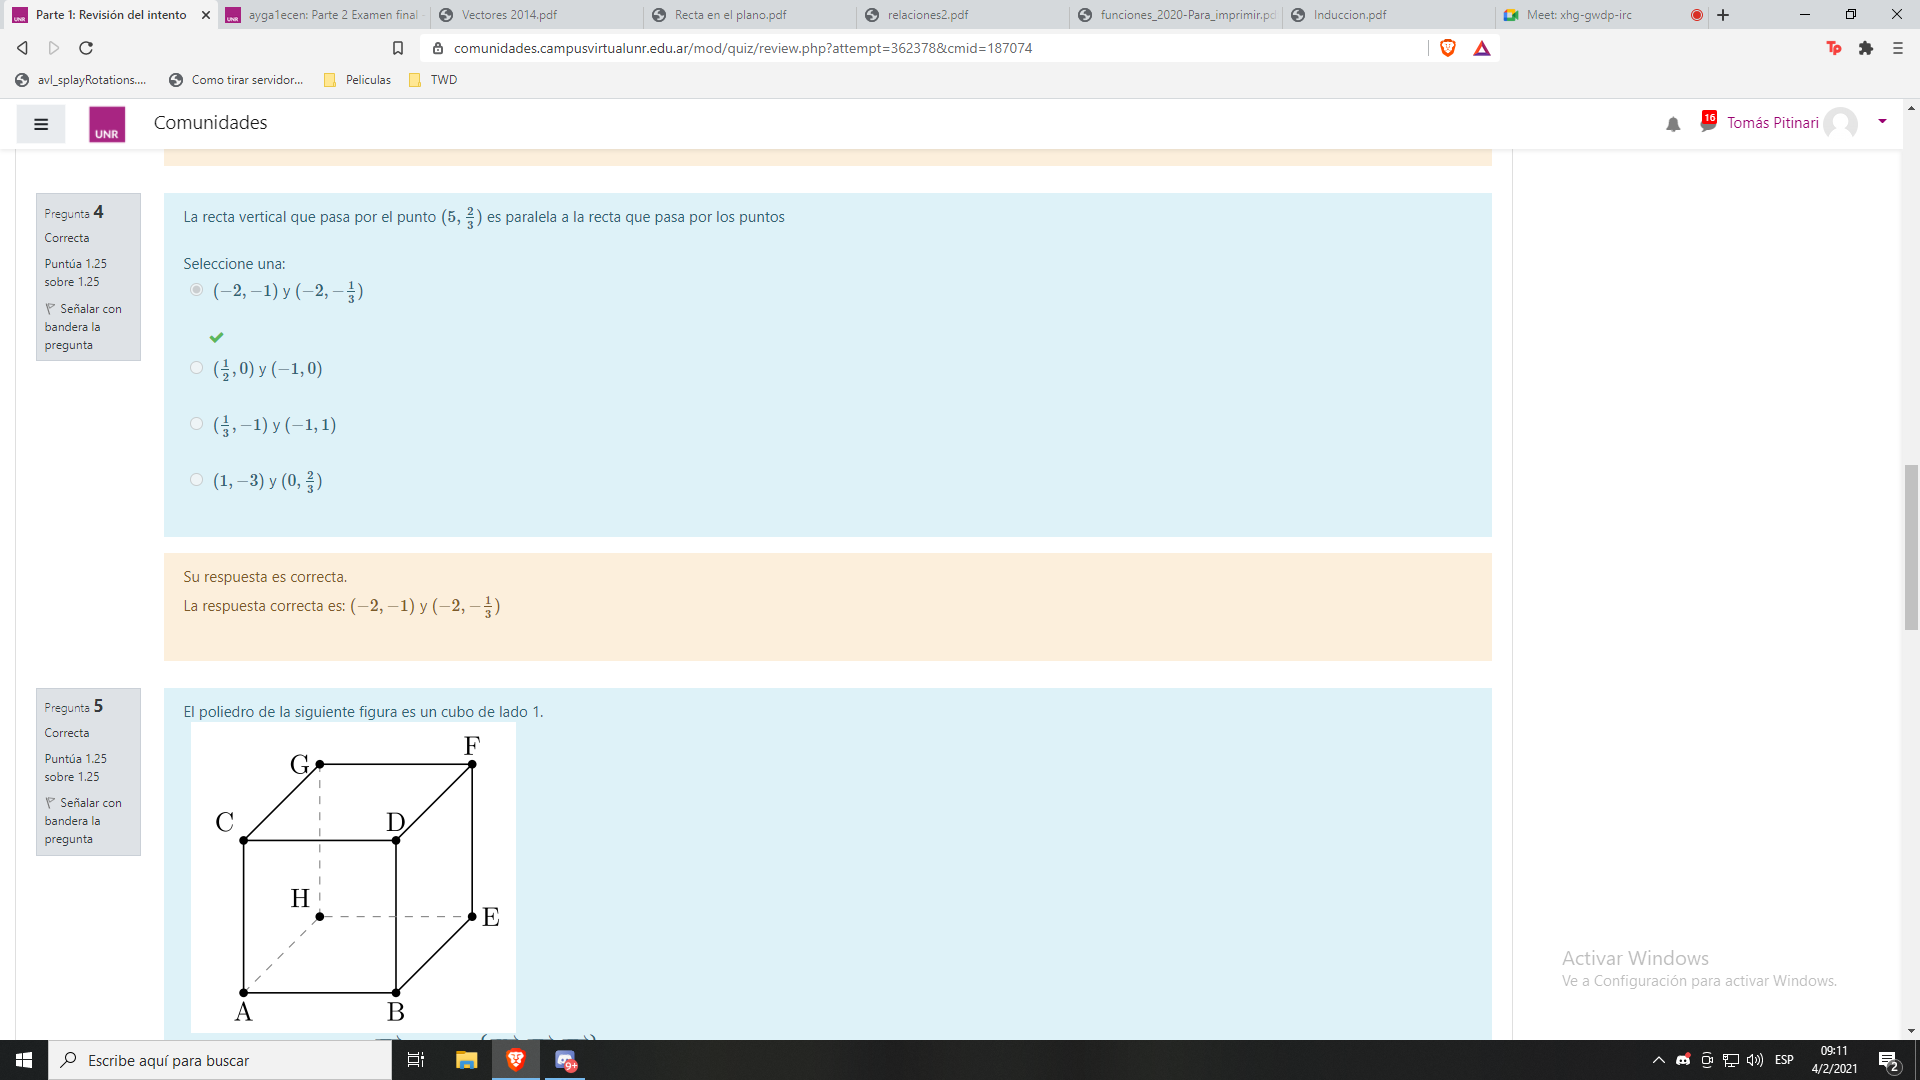 Parte 1: Revisión del intento
ayga1ecen: Parte 2 Examen final
Vectores 2014.pdf
Recta en el plano.pdf
relaciones2.pdf
funciones_2020-Para_imprimir.pd
Induccion.pdf
Meet: xhg-gwdp-irc
comunidades.campusvirtualunr.edu.ar/mod/quiz/review.php?attempt=362378&cmid=187074
Tp
avl_splayRotations....
Como tirar servidor...
Peliculas
TWD
UNR
Comunidades
16
Tomás Pitinari
Pregunta 4
Correcta
Puntúa 1.25
sobre 1.25
Señalar con
bandera la
pregunta
La recta vertical que pasa por el punto (5, 2/3) es paralela a la recta que pasa por los puntos
Seleccione una:
(−2, −1) y (−2, −1/3)
(1/2, 0) y (−1, 0)
(1/3, −1) y (−1, 1)
(1, −3) y (0, 2/3)
Su respuesta es correcta.
La respuesta correcta es: (−2, −1) y (−2, −1/3)
Pregunta 5
Correcta
Puntúa 1.25
sobre 1.25
Señalar con
bandera la
pregunta
El poliedro de la siguiente figura es un cubo de lado 1.
F
G
C
D
H
E
A
B
Activar Windows
Ve a Configuración para activar Windows.
Escribe aquí para buscar
9+
ESP
09:11
4/2/2021
2